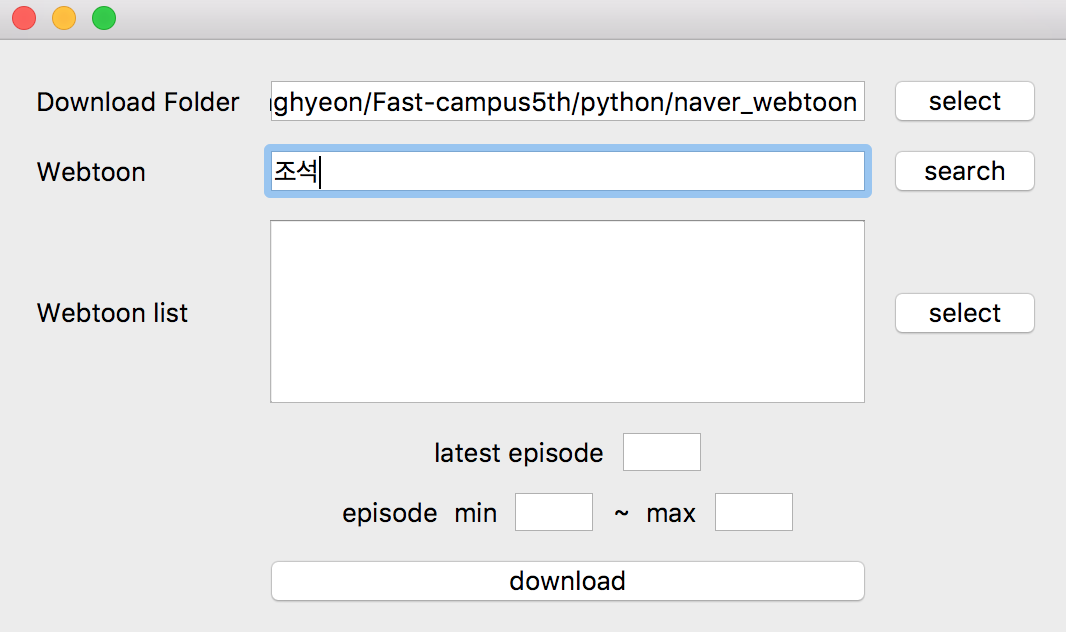 Download Folder ghyeon/Fast-campus5th/python/naver_webtoon select
Webtoon 조석 search
Webtoon list select
latest episode
episode min ~ max
download